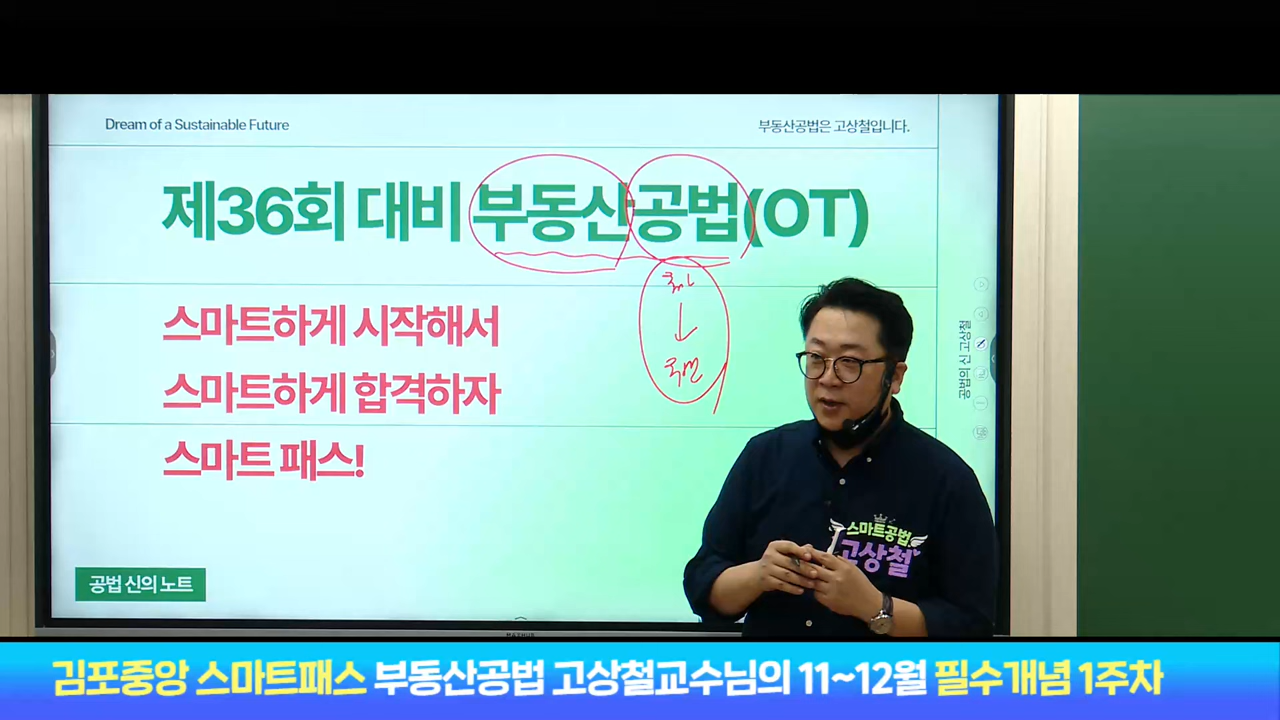 Dream of a Sustainable Future
부동산공법은 고상철입니다.
제36회 대비 부동산공법(OT)
스마트하게 시작해서
스마트하게 합격하자
스마트 패스!
공법의 신 고상철
스마트공법
고상철
공법 신의 노트
김포중앙 스마트패스 부동산공법 고상철교수님의 11~12월 필수개념 1주차